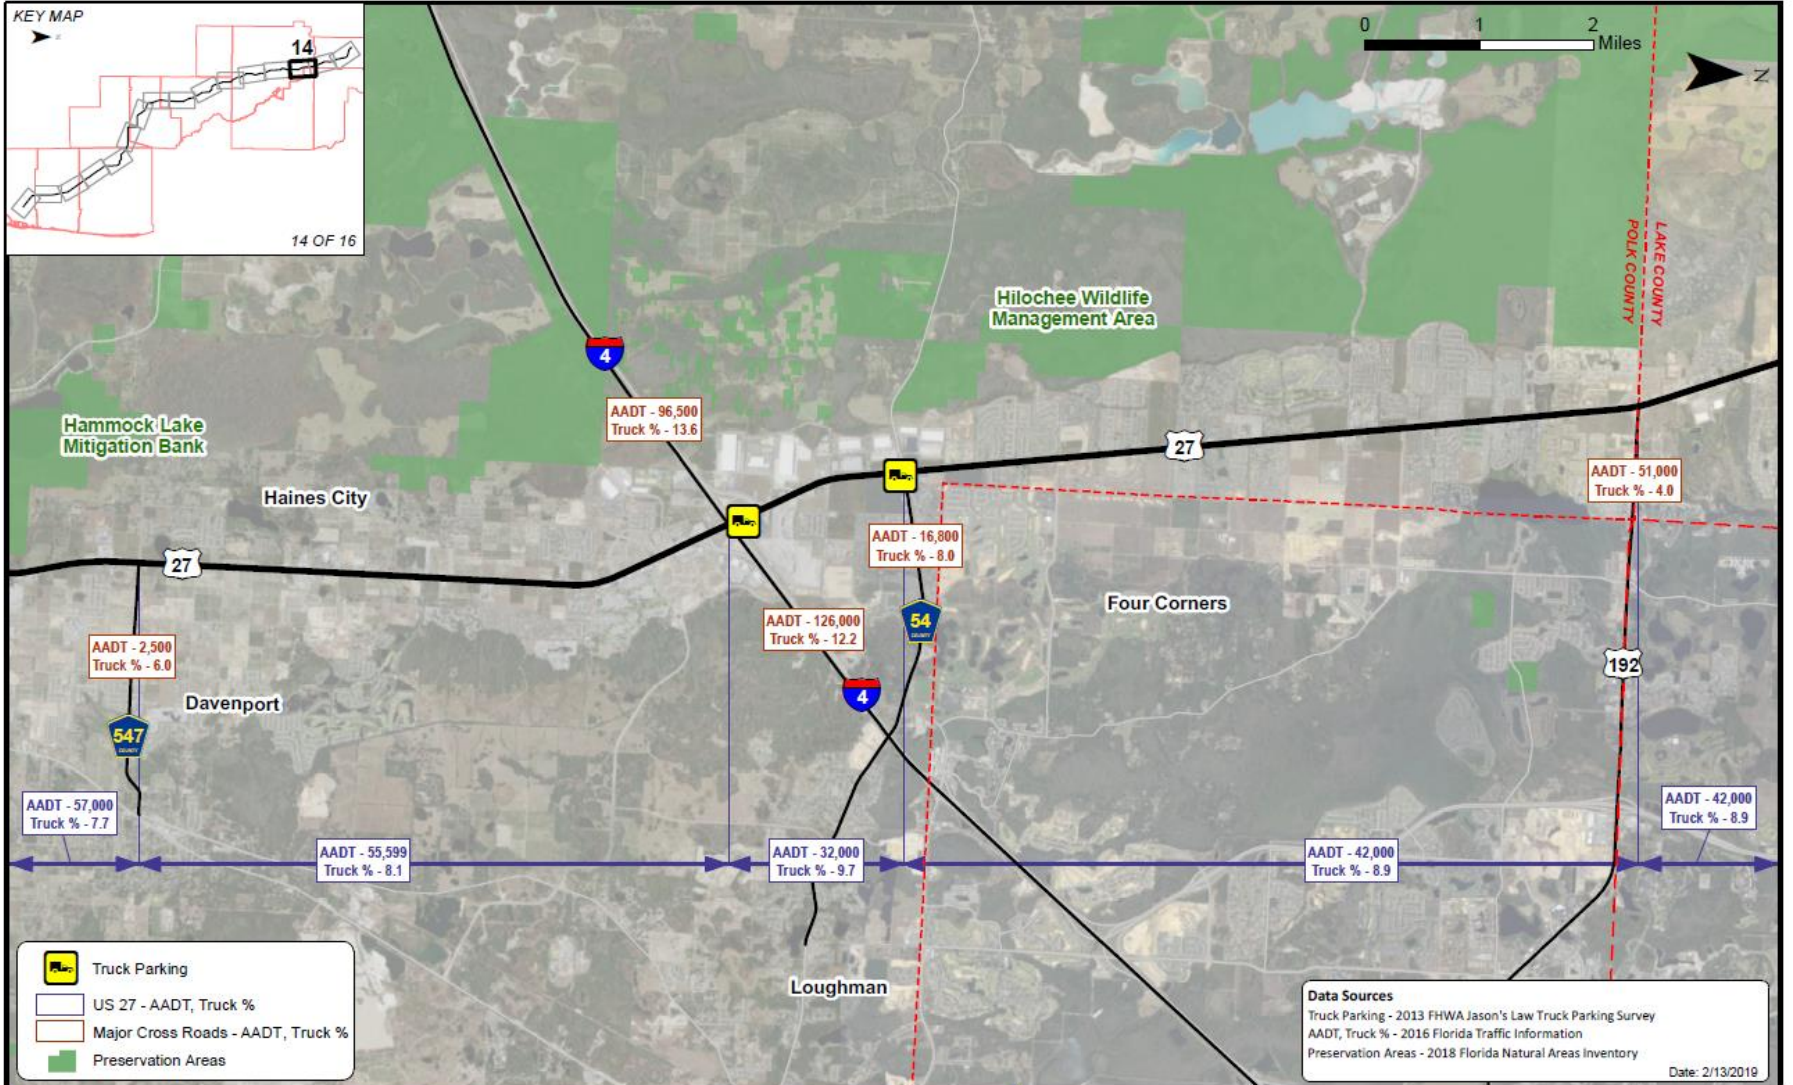 KEY MAP
14
14 OF 16
0 1 2
Miles
N
LAKE COUNTY
POLK COUNTY
Hilochee Wildlife
Management Area
4
AADT - 96,500
Truck % - 13.6
Hammock Lake
Mitigation Bank
Haines City
27
27
AADT - 51,000
Truck % - 4.0
AADT - 16,800
Truck % - 8.0
54
COUNTY
Four Corners
AADT - 126,000
Truck % - 12.2
4
192
AADT - 2,500
Truck % - 6.0
Davenport
547
COUNTY
AADT - 57,000
Truck % - 7.7
AADT - 55,599
Truck % - 8.1
AADT - 32,000
Truck % - 9.7
AADT - 42,000
Truck % - 8.9
AADT - 42,000
Truck % - 8.9
Loughman
Truck Parking
US 27 - AADT, Truck %
Major Cross Roads - AADT, Truck %
Preservation Areas
Data Sources
Truck Parking - 2013 FHWA Jason's Law Truck Parking Survey
AADT, Truck % - 2016 Florida Traffic Information
Preservation Areas - 2018 Florida Natural Areas Inventory
Date: 2/13/2019